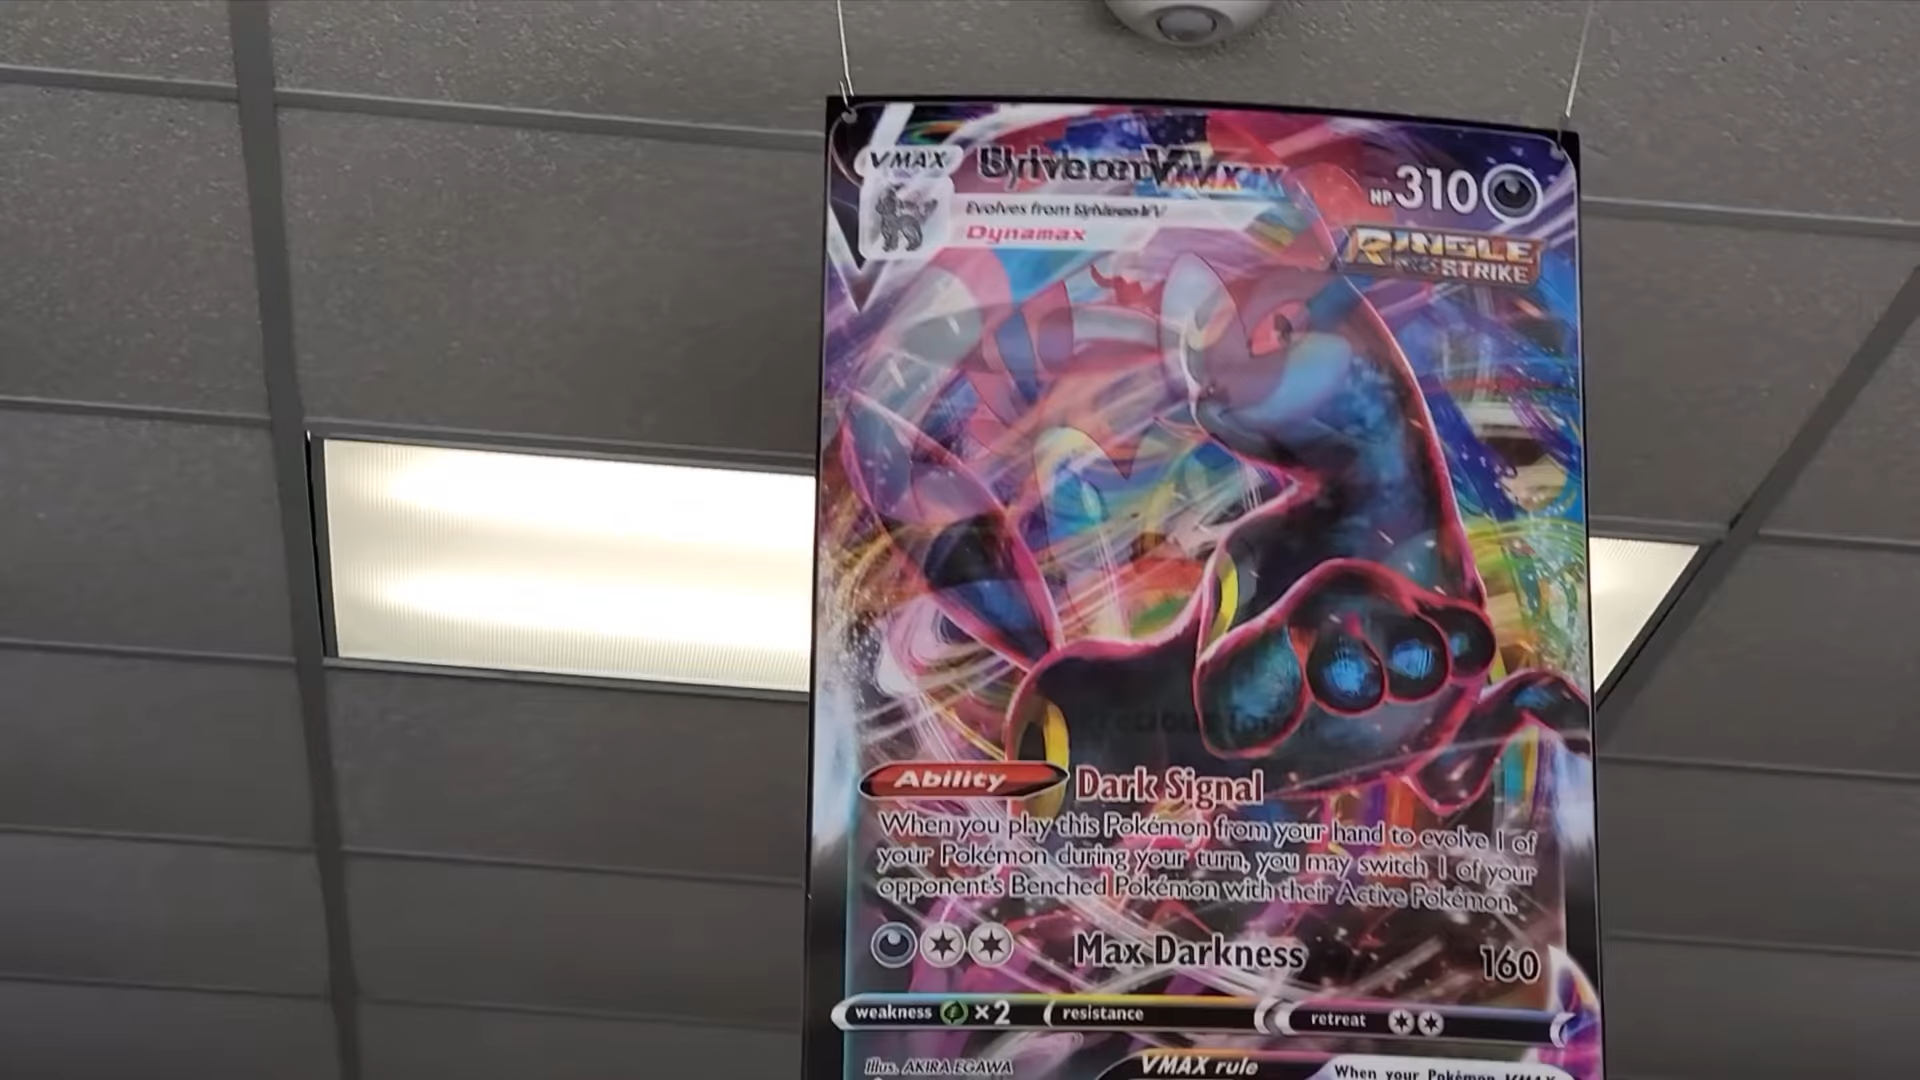 VMAX
HP 310
Evolves from
Dynamax
STRIKE
Ability Dark Signal
When you play this Pokémon from your hand to evolve 1 of
your Pokémon during your turn, you may switch 1 of your
opponent's Benched Pokémon with their Active Pokémon.
Max Darkness 160
weakness ×2 resistance retreat
Illus. AKIRA EGAWA
VMAX rule
When your Pokémon